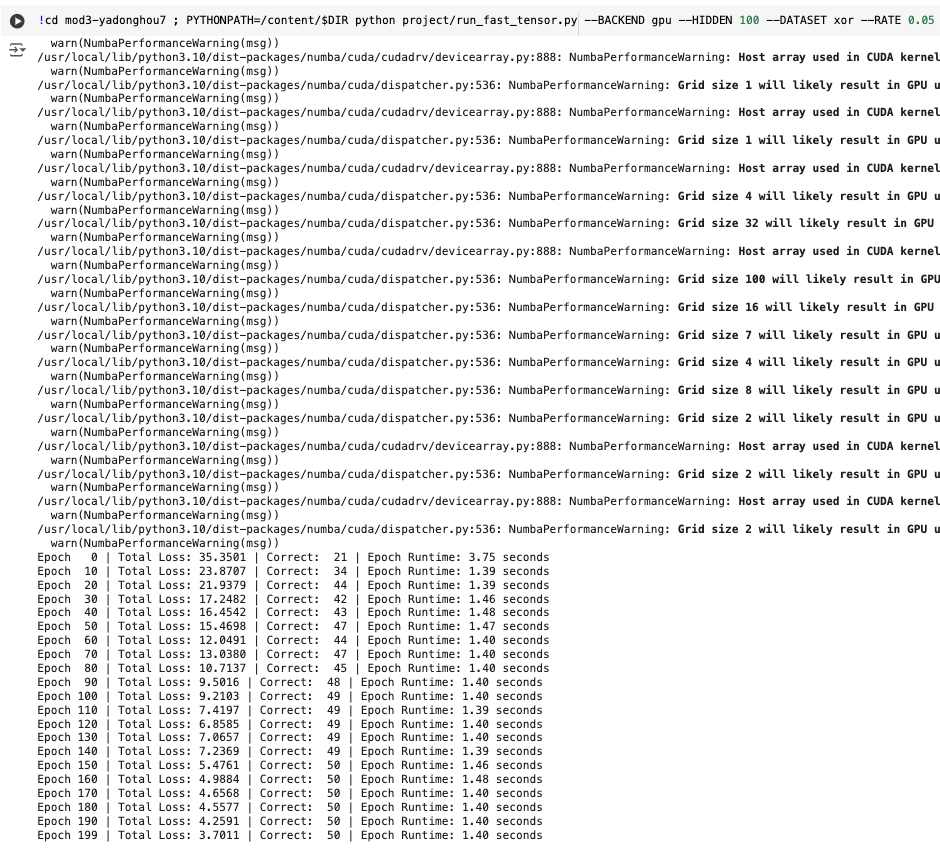 !cd mod3-yadonghou7 ; PYTHONPATH=/content/$DIR python project/run_fast_tensor.py --BACKEND gpu --HIDDEN 100 --DATASET xor --RATE 0.05
  warn(NumbaPerformanceWarning(msg))
/usr/local/lib/python3.10/dist-packages/numba/cuda/cudadrv/devicearray.py:888: NumbaPerformanceWarning: Host array used in CUDA kernel
  warn(NumbaPerformanceWarning(msg))
/usr/local/lib/python3.10/dist-packages/numba/cuda/dispatcher.py:536: NumbaPerformanceWarning: Grid size 1 will likely result in GPU u
  warn(NumbaPerformanceWarning(msg))
/usr/local/lib/python3.10/dist-packages/numba/cuda/cudadrv/devicearray.py:888: NumbaPerformanceWarning: Host array used in CUDA kernel
  warn(NumbaPerformanceWarning(msg))
/usr/local/lib/python3.10/dist-packages/numba/cuda/dispatcher.py:536: NumbaPerformanceWarning: Grid size 1 will likely result in GPU u
  warn(NumbaPerformanceWarning(msg))
/usr/local/lib/python3.10/dist-packages/numba/cuda/cudadrv/devicearray.py:888: NumbaPerformanceWarning: Host array used in CUDA kernel
  warn(NumbaPerformanceWarning(msg))
/usr/local/lib/python3.10/dist-packages/numba/cuda/dispatcher.py:536: NumbaPerformanceWarning: Grid size 4 will likely result in GPU u
  warn(NumbaPerformanceWarning(msg))
/usr/local/lib/python3.10/dist-packages/numba/cuda/dispatcher.py:536: NumbaPerformanceWarning: Grid size 32 will likely result in GPU
  warn(NumbaPerformanceWarning(msg))
/usr/local/lib/python3.10/dist-packages/numba/cuda/cudadrv/devicearray.py:888: NumbaPerformanceWarning: Host array used in CUDA kernel
  warn(NumbaPerformanceWarning(msg))
/usr/local/lib/python3.10/dist-packages/numba/cuda/dispatcher.py:536: NumbaPerformanceWarning: Grid size 100 will likely result in GPU
  warn(NumbaPerformanceWarning(msg))
/usr/local/lib/python3.10/dist-packages/numba/cuda/dispatcher.py:536: NumbaPerformanceWarning: Grid size 16 will likely result in GPU
  warn(NumbaPerformanceWarning(msg))
/usr/local/lib/python3.10/dist-packages/numba/cuda/dispatcher.py:536: NumbaPerformanceWarning: Grid size 7 will likely result in GPU u
  warn(NumbaPerformanceWarning(msg))
/usr/local/lib/python3.10/dist-packages/numba/cuda/dispatcher.py:536: NumbaPerformanceWarning: Grid size 4 will likely result in GPU u
  warn(NumbaPerformanceWarning(msg))
/usr/local/lib/python3.10/dist-packages/numba/cuda/dispatcher.py:536: NumbaPerformanceWarning: Grid size 8 will likely result in GPU u
  warn(NumbaPerformanceWarning(msg))
/usr/local/lib/python3.10/dist-packages/numba/cuda/dispatcher.py:536: NumbaPerformanceWarning: Grid size 2 will likely result in GPU u
  warn(NumbaPerformanceWarning(msg))
/usr/local/lib/python3.10/dist-packages/numba/cuda/cudadrv/devicearray.py:888: NumbaPerformanceWarning: Host array used in CUDA kernel
  warn(NumbaPerformanceWarning(msg))
/usr/local/lib/python3.10/dist-packages/numba/cuda/dispatcher.py:536: NumbaPerformanceWarning: Grid size 2 will likely result in GPU u
  warn(NumbaPerformanceWarning(msg))
/usr/local/lib/python3.10/dist-packages/numba/cuda/cudadrv/devicearray.py:888: NumbaPerformanceWarning: Host array used in CUDA kernel
  warn(NumbaPerformanceWarning(msg))
/usr/local/lib/python3.10/dist-packages/numba/cuda/dispatcher.py:536: NumbaPerformanceWarning: Grid size 2 will likely result in GPU u
  warn(NumbaPerformanceWarning(msg))
Epoch   0 | Total Loss: 35.3501 | Correct:  21 | Epoch Runtime: 3.75 seconds
Epoch  10 | Total Loss: 23.8707 | Correct:  34 | Epoch Runtime: 1.39 seconds
Epoch  20 | Total Loss: 21.9379 | Correct:  44 | Epoch Runtime: 1.39 seconds
Epoch  30 | Total Loss: 17.2482 | Correct:  42 | Epoch Runtime: 1.46 seconds
Epoch  40 | Total Loss: 16.4542 | Correct:  43 | Epoch Runtime: 1.48 seconds
Epoch  50 | Total Loss: 15.4698 | Correct:  47 | Epoch Runtime: 1.47 seconds
Epoch  60 | Total Loss: 12.0491 | Correct:  44 | Epoch Runtime: 1.40 seconds
Epoch  70 | Total Loss: 13.0380 | Correct:  47 | Epoch Runtime: 1.40 seconds
Epoch  80 | Total Loss: 10.7137 | Correct:  45 | Epoch Runtime: 1.40 seconds
Epoch  90 | Total Loss: 9.5016 | Correct:  48 | Epoch Runtime: 1.40 seconds
Epoch 100 | Total Loss: 9.2103 | Correct:  49 | Epoch Runtime: 1.40 seconds
Epoch 110 | Total Loss: 7.4197 | Correct:  49 | Epoch Runtime: 1.39 seconds
Epoch 120 | Total Loss: 6.8585 | Correct:  49 | Epoch Runtime: 1.40 seconds
Epoch 130 | Total Loss: 7.0657 | Correct:  49 | Epoch Runtime: 1.40 seconds
Epoch 140 | Total Loss: 7.2369 | Correct:  49 | Epoch Runtime: 1.39 seconds
Epoch 150 | Total Loss: 5.4761 | Correct:  50 | Epoch Runtime: 1.46 seconds
Epoch 160 | Total Loss: 4.9884 | Correct:  50 | Epoch Runtime: 1.48 seconds
Epoch 170 | Total Loss: 4.6568 | Correct:  50 | Epoch Runtime: 1.40 seconds
Epoch 180 | Total Loss: 4.5577 | Correct:  50 | Epoch Runtime: 1.40 seconds
Epoch 190 | Total Loss: 4.2591 | Correct:  50 | Epoch Runtime: 1.40 seconds
Epoch 199 | Total Loss: 3.7011 | Correct:  50 | Epoch Runtime: 1.40 seconds